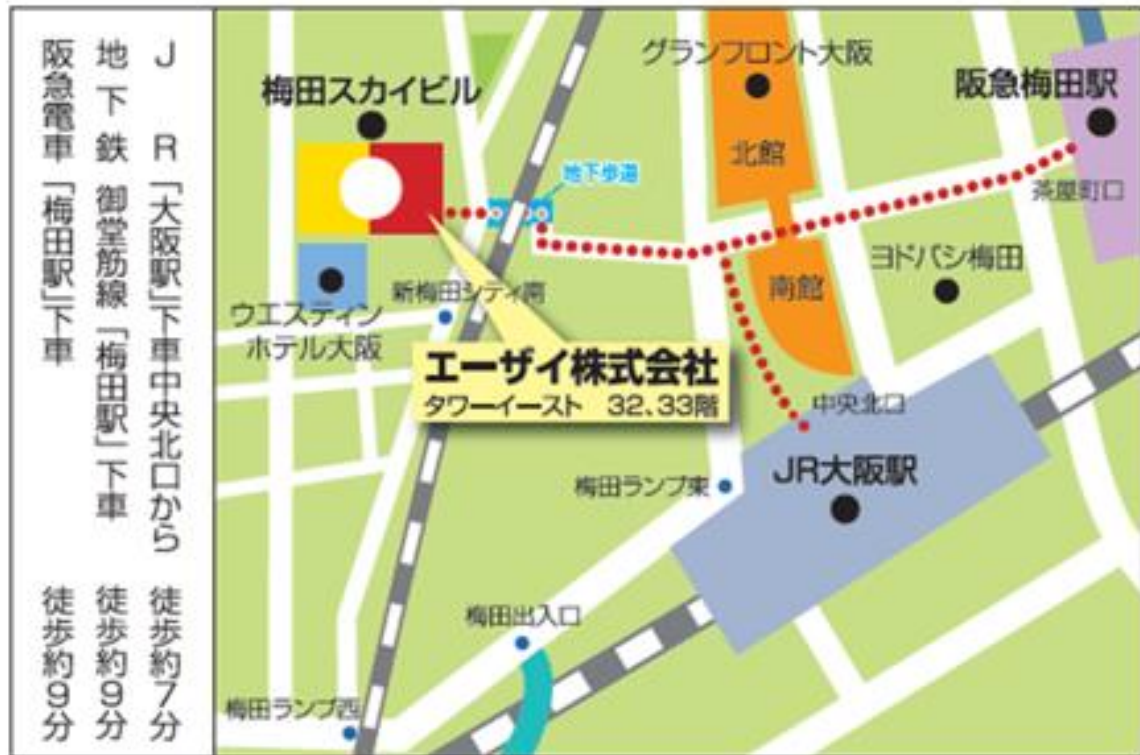 J R 「大阪駅」下車中央北口から 徒歩約7分
地下鉄 御堂筋線「梅田駅」下車 徒歩約9分
阪急電車「梅田駅」下車 徒歩約9分
梅田スカイビル
グランフロント大阪
阪急梅田駅
北館
地下歩道
茶屋町口
ヨドバシ梅田
南館
新梅田シティ南
ウエスティン
ホテル大阪
エーザイ株式会社
タワーイースト 32、33階
中央北口
JR大阪駅
梅田ランプ東
梅田出入口
梅田ランプ西